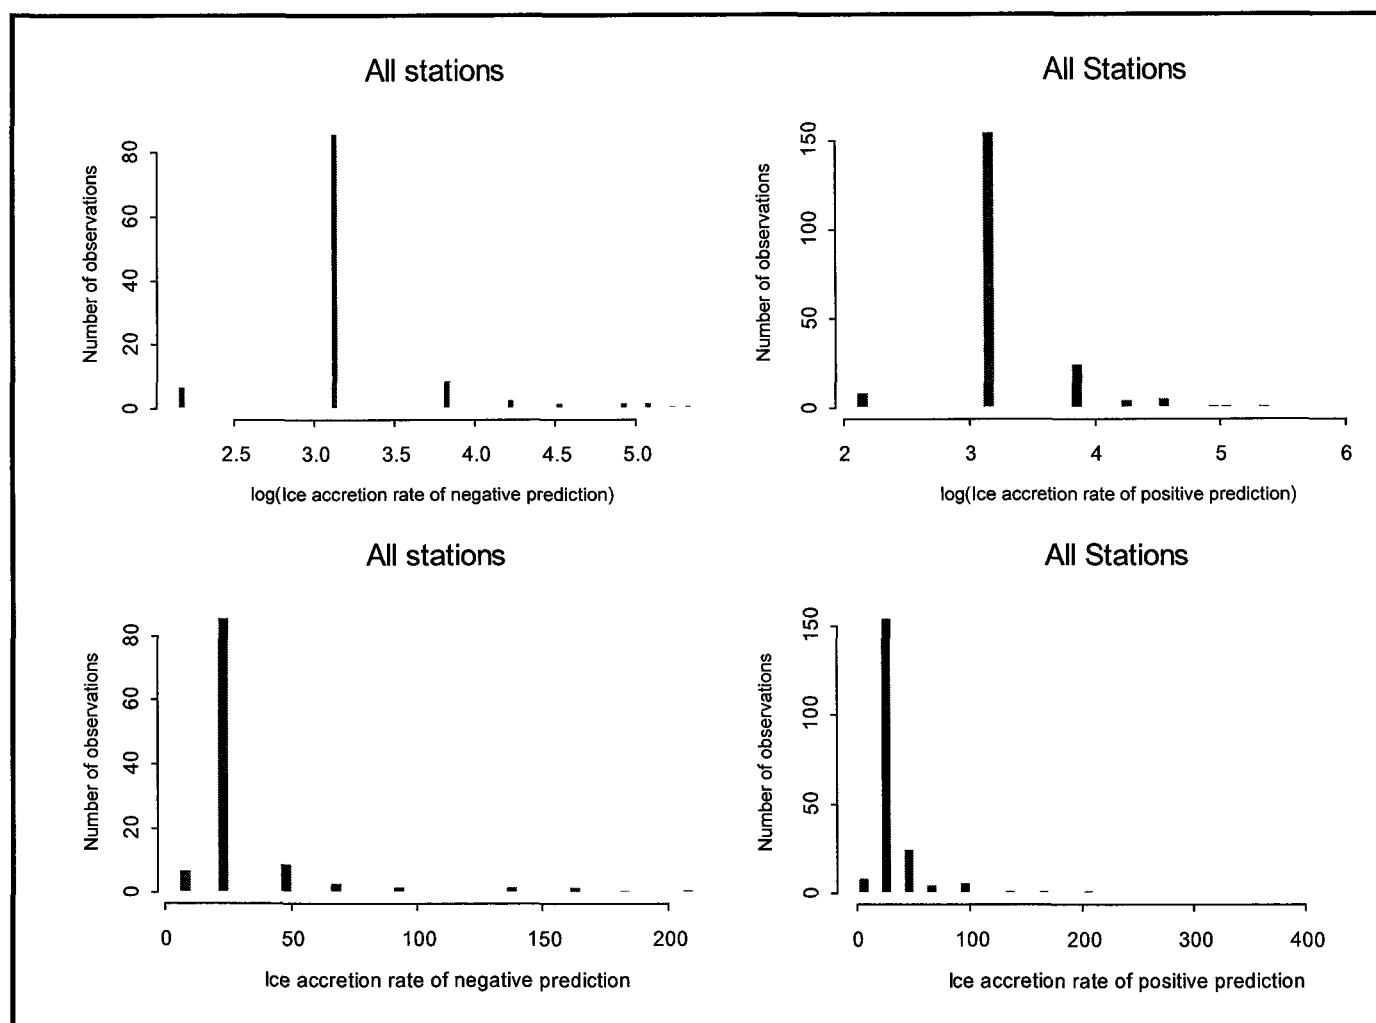 All stations
Number of observations
80
60
40
20
0
2.5 3.0 3.5 4.0 4.5 5.0
log(Ice accretion rate of negative prediction)
All Stations
Number of observations
150
100
50
0
2 3 4 5 6
log(Ice accretion rate of positive prediction)
All stations
Number of observations
80
60
40
20
0
0 50 100 150 200
Ice accretion rate of negative prediction
All Stations
Number of observations
150
100
50
0
0 100 200 300 400
Ice accretion rate of positive prediction